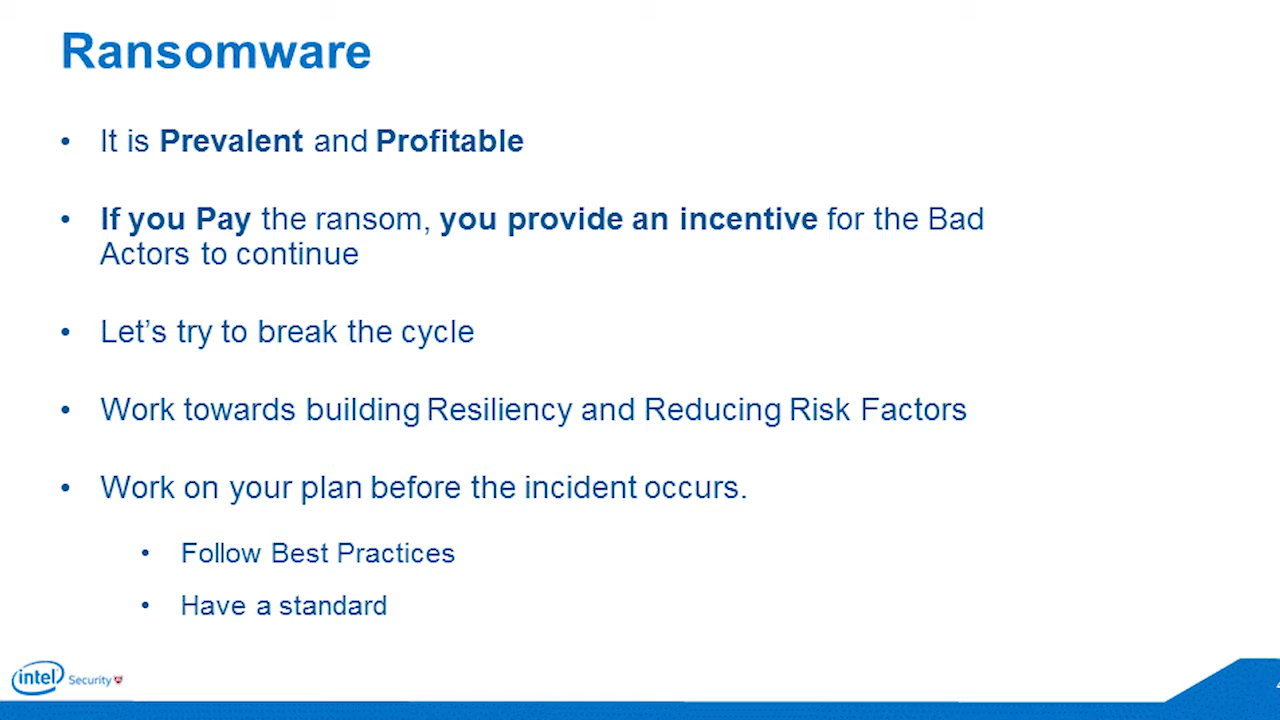 Ransomware
• It is Prevalent and Profitable
• If you Pay the ransom, you provide an incentive for the Bad
Actors to continue
• Let’s try to break the cycle
• Work towards building Resiliency and Reducing Risk Factors
• Work on your plan before the incident occurs.
• Follow Best Practices
• Have a standard
intel Security